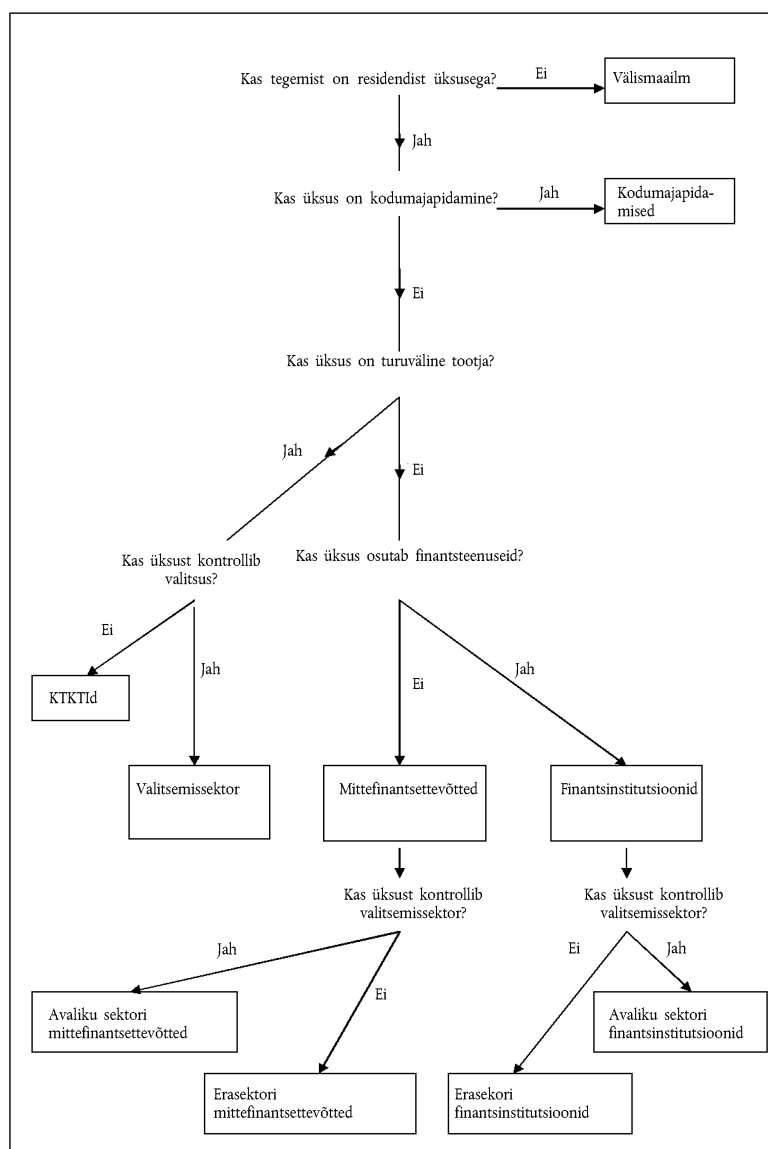 Kas tegemist on residendist üksusega?
Ei
Välismaailm
Jah
Kas üksus on kodumajapidamine?
Jah
Kodumajapida-
mised
Ei
Kas üksus on turuväline tootja?
Jah
Ei
Kas üksust kontrollib
valitsus?
Kas üksus osutab finantsteenuseid?
Ei
Jah
Ei
Jah
KTKTId
Valitsemissektor
Mittefinantsettevõtted
Finantsinstitutsioonid
Kas üksust kontrollib
valitsemissektor?
Kas üksust kontrollib
valitsemissektor?
Jah
Ei
Ei
Jah
Avaliku sektori
mittefinantsettevõtted
Avaliku sektori
finantsinstitutsioonid
Erasektori
mittefinantsettevõtted
Erasekori
finantsinstitutsioonid